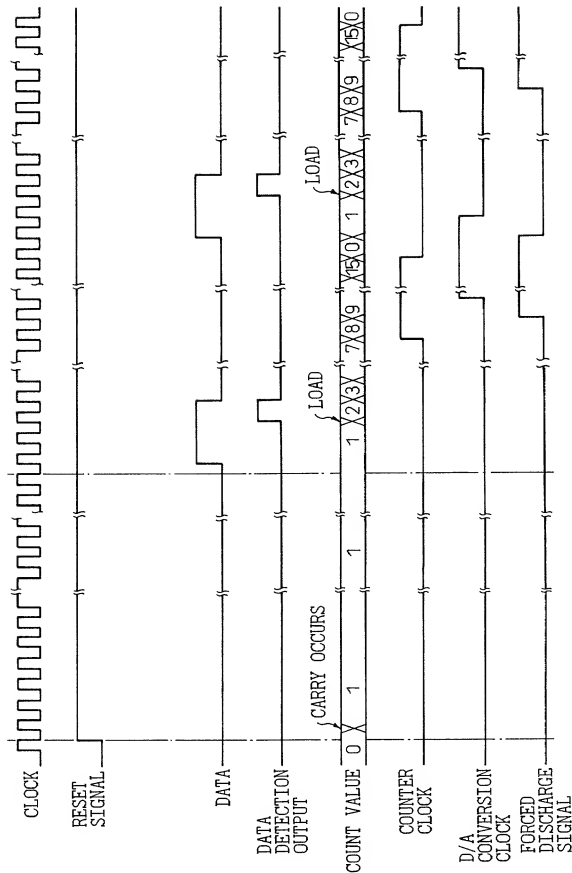 CLOCK
RESET
SIGNAL
DATA
DATA
DETECTION
OUTPUT
COUNT VALUE
0 1 1 1 2 3 7 8 9 15 0 1 2 3 7 8 9 15 0
CARRY OCCURS
LOAD
LOAD
COUNTER
CLOCK
D/A
CONVERSION
CLOCK
FORCED
DISCHARGE
SIGNAL